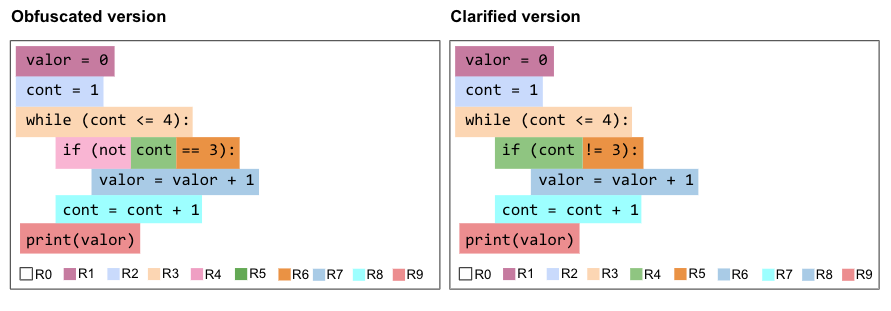 Obfuscated version
valor = 0
cont = 1
while (cont <= 4):
if (not cont == 3):
valor = valor + 1
cont = cont + 1
print(valor)
R0 R1 R2 R3 R4 R5 R6 R7 R8 R9
Clarified version
valor = 0
cont = 1
while (cont <= 4):
if (cont != 3):
valor = valor + 1
cont = cont + 1
print(valor)
R0 R1 R2 R3 R4 R5 R6 R7 R8 R9